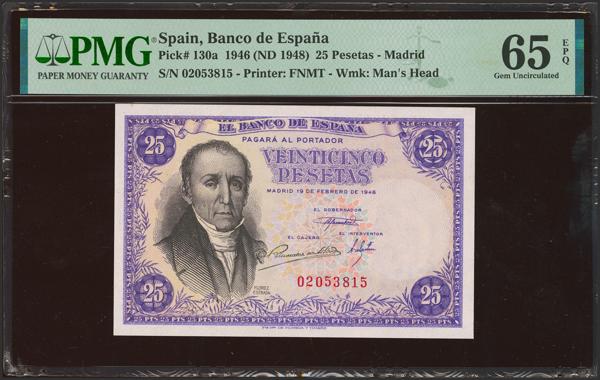 PMG
PAPER MONEY GUARANTY
Spain, Banco de España
Pick# 130a 1946 (ND 1948) 25 Pesetas - Madrid
S/N 02053815 - Printer: FNMT - Wmk: Man's Head
65 EPQ
Gem Uncirculated
EL BANCO DE ESPAÑA
25
25
PAGARÁ AL PORTADOR
VEINTICINCO
PESETAS
MADRID 19 DE FEBRERO DE 1946
EL GOBERNADOR
EL CAJERO
EL INTERVENTOR
02053815
FLOREZ
ESTRADA
25
25